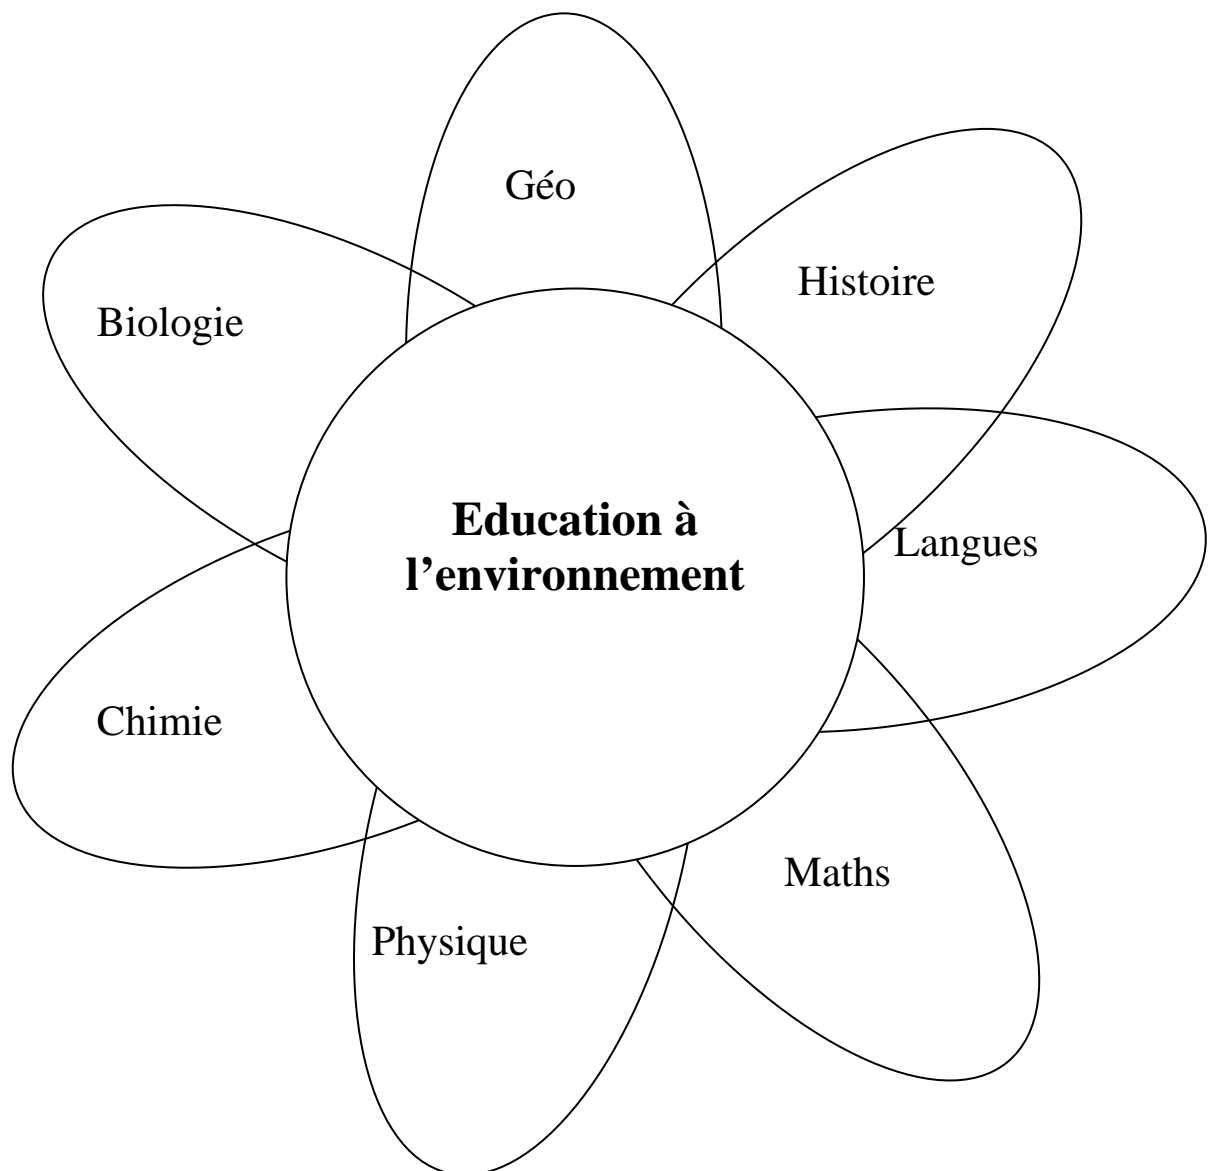 Géo
Histoire
Biologie
Education à
l’environnement
Langues
Chimie
Maths
Physique